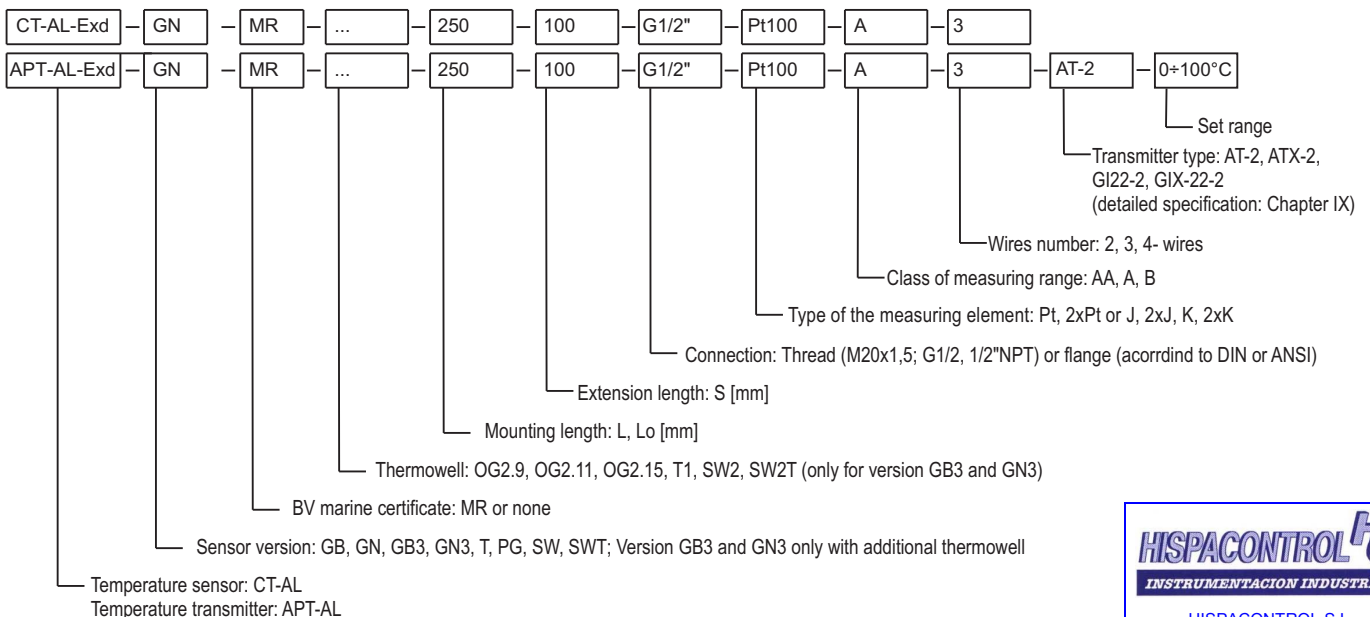 CT-AL-Exd – GN – MR – ... – 250 – 100 – G1/2" – Pt100 – A – 3
APT-AL-Exd – GN – MR – ... – 250 – 100 – G1/2" – Pt100 – A – 3 – AT-2 – 0÷100°C
Set range
Transmitter type: AT-2, ATX-2,
GI22-2, GIX-22-2
(detailed specification: Chapter IX)
Wires number: 2, 3, 4- wires
Class of measuring range: AA, A, B
Type of the measuring element: Pt, 2xPt or J, 2xJ, K, 2xK
Connection: Thread (M20x1,5; G1/2, 1/2"NPT) or flange (acorrdind to DIN or ANSI)
Extension length: S [mm]
Mounting length: L, Lo [mm]
Thermowell: OG2.9, OG2.11, OG2.15, T1, SW2, SW2T (only for version GB3 and GN3)
BV marine certificate: MR or none
Sensor version: GB, GN, GB3, GN3, T, PG, SW, SWT; Version GB3 and GN3 only with additional thermowell
Temperature sensor: CT-AL
Temperature transmitter: APT-AL
HISPACONTROL
INSTRUMENTACION